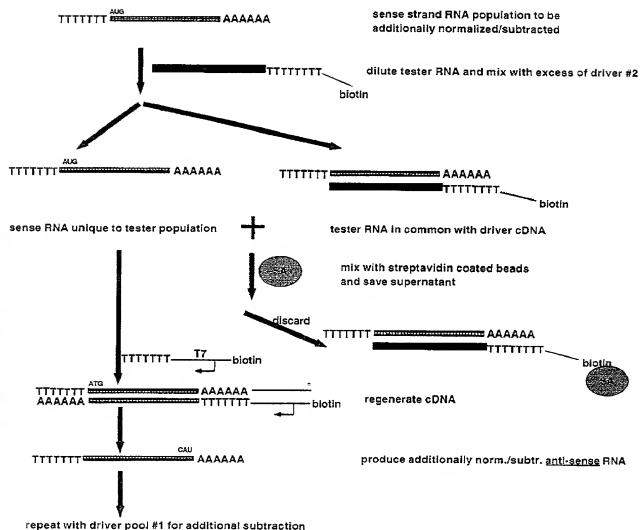 AUG
TTTTTTT AAAAAA
sense strand RNA population to be
additionally normalized/subtracted
TTTTTTTT
dilute tester RNA and mix with excess of driver #2
biotin
AUG
TTTTTTT AAAAAA
TTTTTTT AAAAAA
TTTTTTT
biotin
sense RNA unique to tester population
+
tester RNA in common with driver cDNA
SA
mix with streptavidin coated beads
and save supernatant
discard
TTTTTTT AAAAAA
TTTTTTT
biotin
SA
TTTTTTT T7 biotin
ATG
TTTTTTT AAAAAA
AAAAAA TTTTTTT biotin
regenerate cDNA
CAU
TTTTTTT AAAAAA
produce additionally norm./subtr. anti-sense RNA
repeat with driver pool #1 for additional subtraction